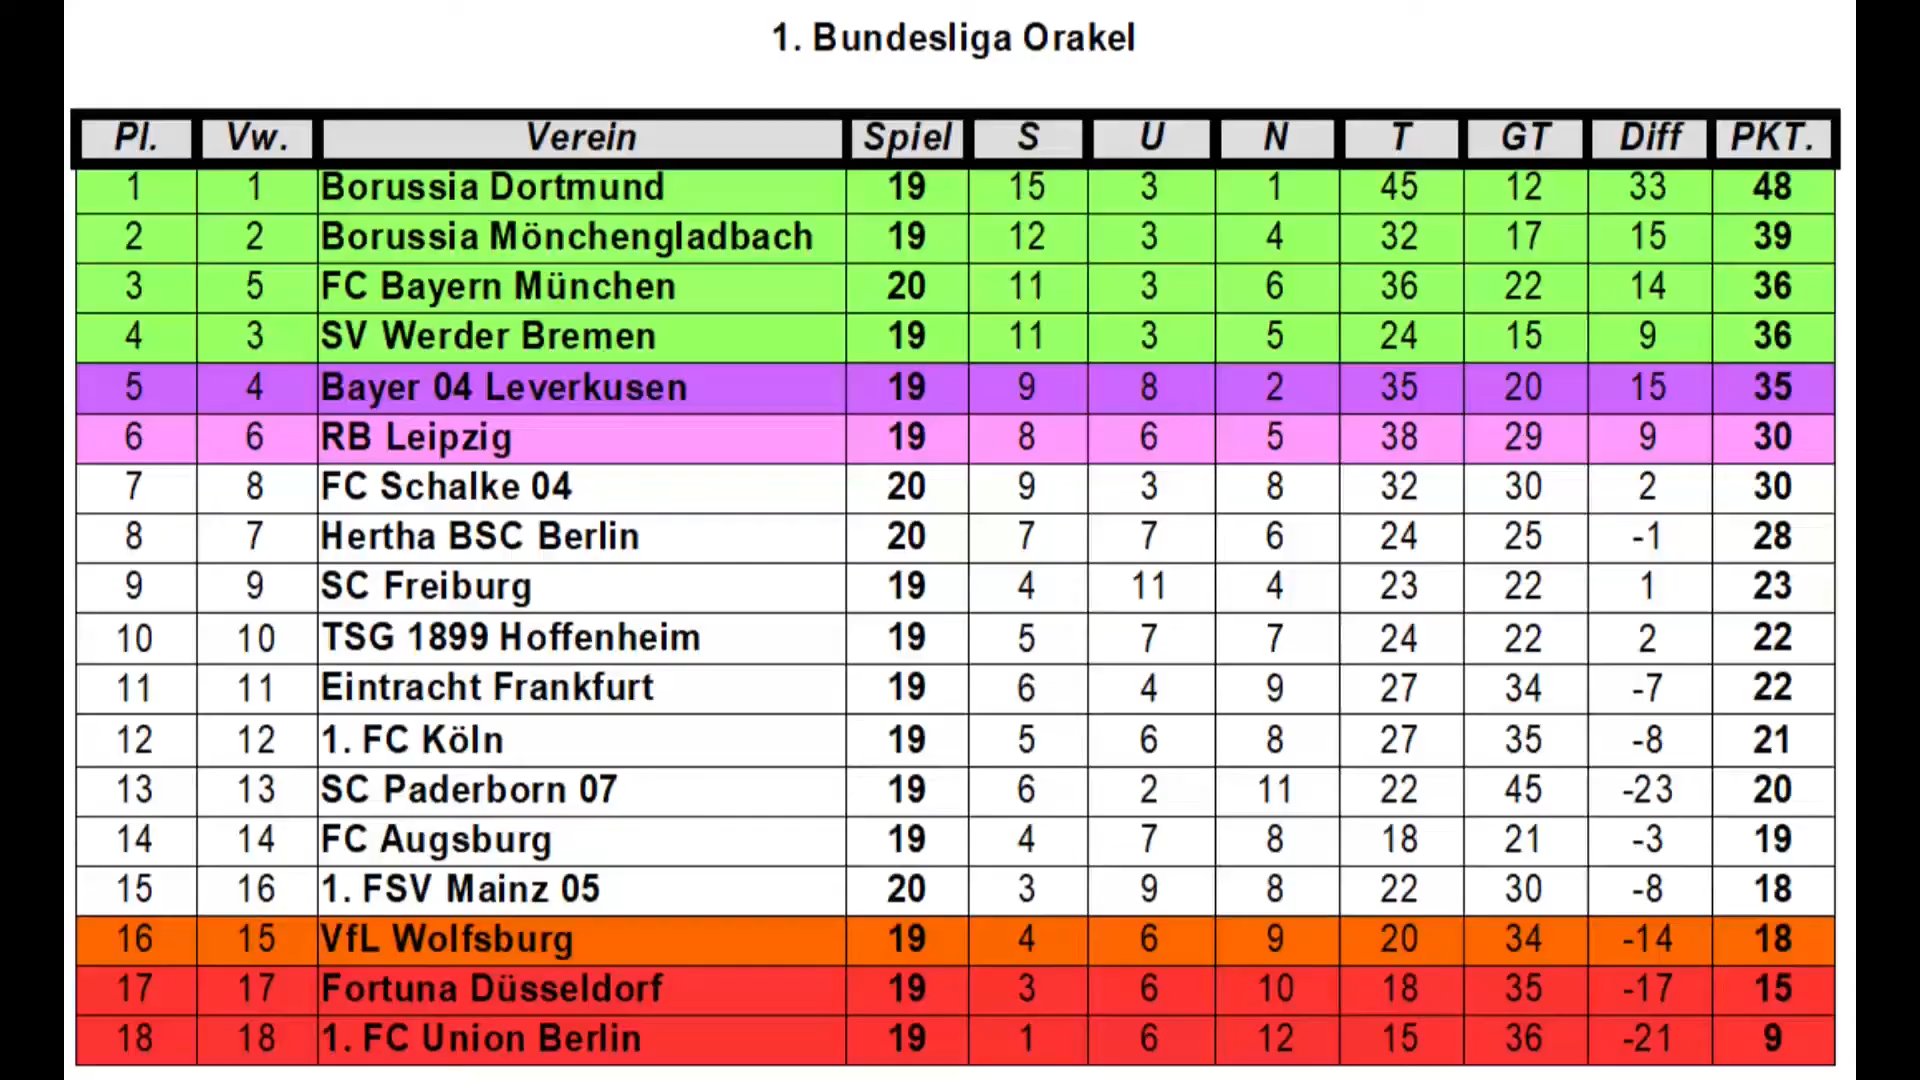 1. Bundesliga Orakel
Pl. Vw. Verein Spiel S U N T GT Diff PKT.
1 1 Borussia Dortmund 19 15 3 1 45 12 33 48
2 2 Borussia Mönchengladbach 19 12 3 4 32 17 15 39
3 5 FC Bayern München 20 11 3 6 36 22 14 36
4 3 SV Werder Bremen 19 11 3 5 24 15 9 36
5 4 Bayer 04 Leverkusen 19 9 8 2 35 20 15 35
6 6 RB Leipzig 19 8 6 5 38 29 9 30
7 8 FC Schalke 04 20 9 3 8 32 30 2 30
8 7 Hertha BSC Berlin 20 7 7 6 24 25 -1 28
9 9 SC Freiburg 19 4 11 4 23 22 1 23
10 10 TSG 1899 Hoffenheim 19 5 7 7 24 22 2 22
11 11 Eintracht Frankfurt 19 6 4 9 27 34 -7 22
12 12 1. FC Köln 19 5 6 8 27 35 -8 21
13 13 SC Paderborn 07 19 6 2 11 22 45 -23 20
14 14 FC Augsburg 19 4 7 8 18 21 -3 19
15 16 1. FSV Mainz 05 20 3 9 8 22 30 -8 18
16 15 VfL Wolfsburg 19 4 6 9 20 34 -14 18
17 17 Fortuna Düsseldorf 19 3 6 10 18 35 -17 15
18 18 1. FC Union Berlin 19 1 6 12 15 36 -21 9